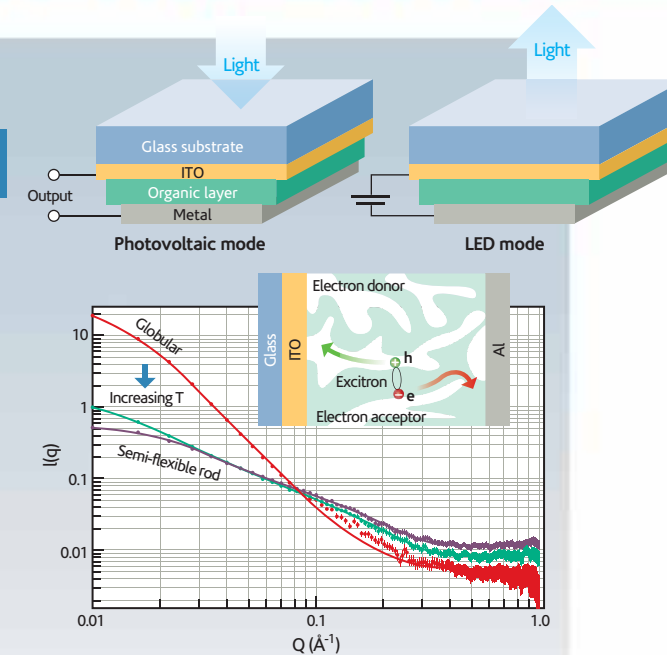 Light
Light
Glass substrate
ITO
Organic layer
Metal
Output
Photovoltaic mode
LED mode
Electron donor
Glass
ITO
Al
h
Excitron
e
Electron acceptor
Globular
Increasing T
Semi-flexible rod
I(q)
10
1
0.1
0.01
0.01
0.1
1.0
Q (Å⁻¹)